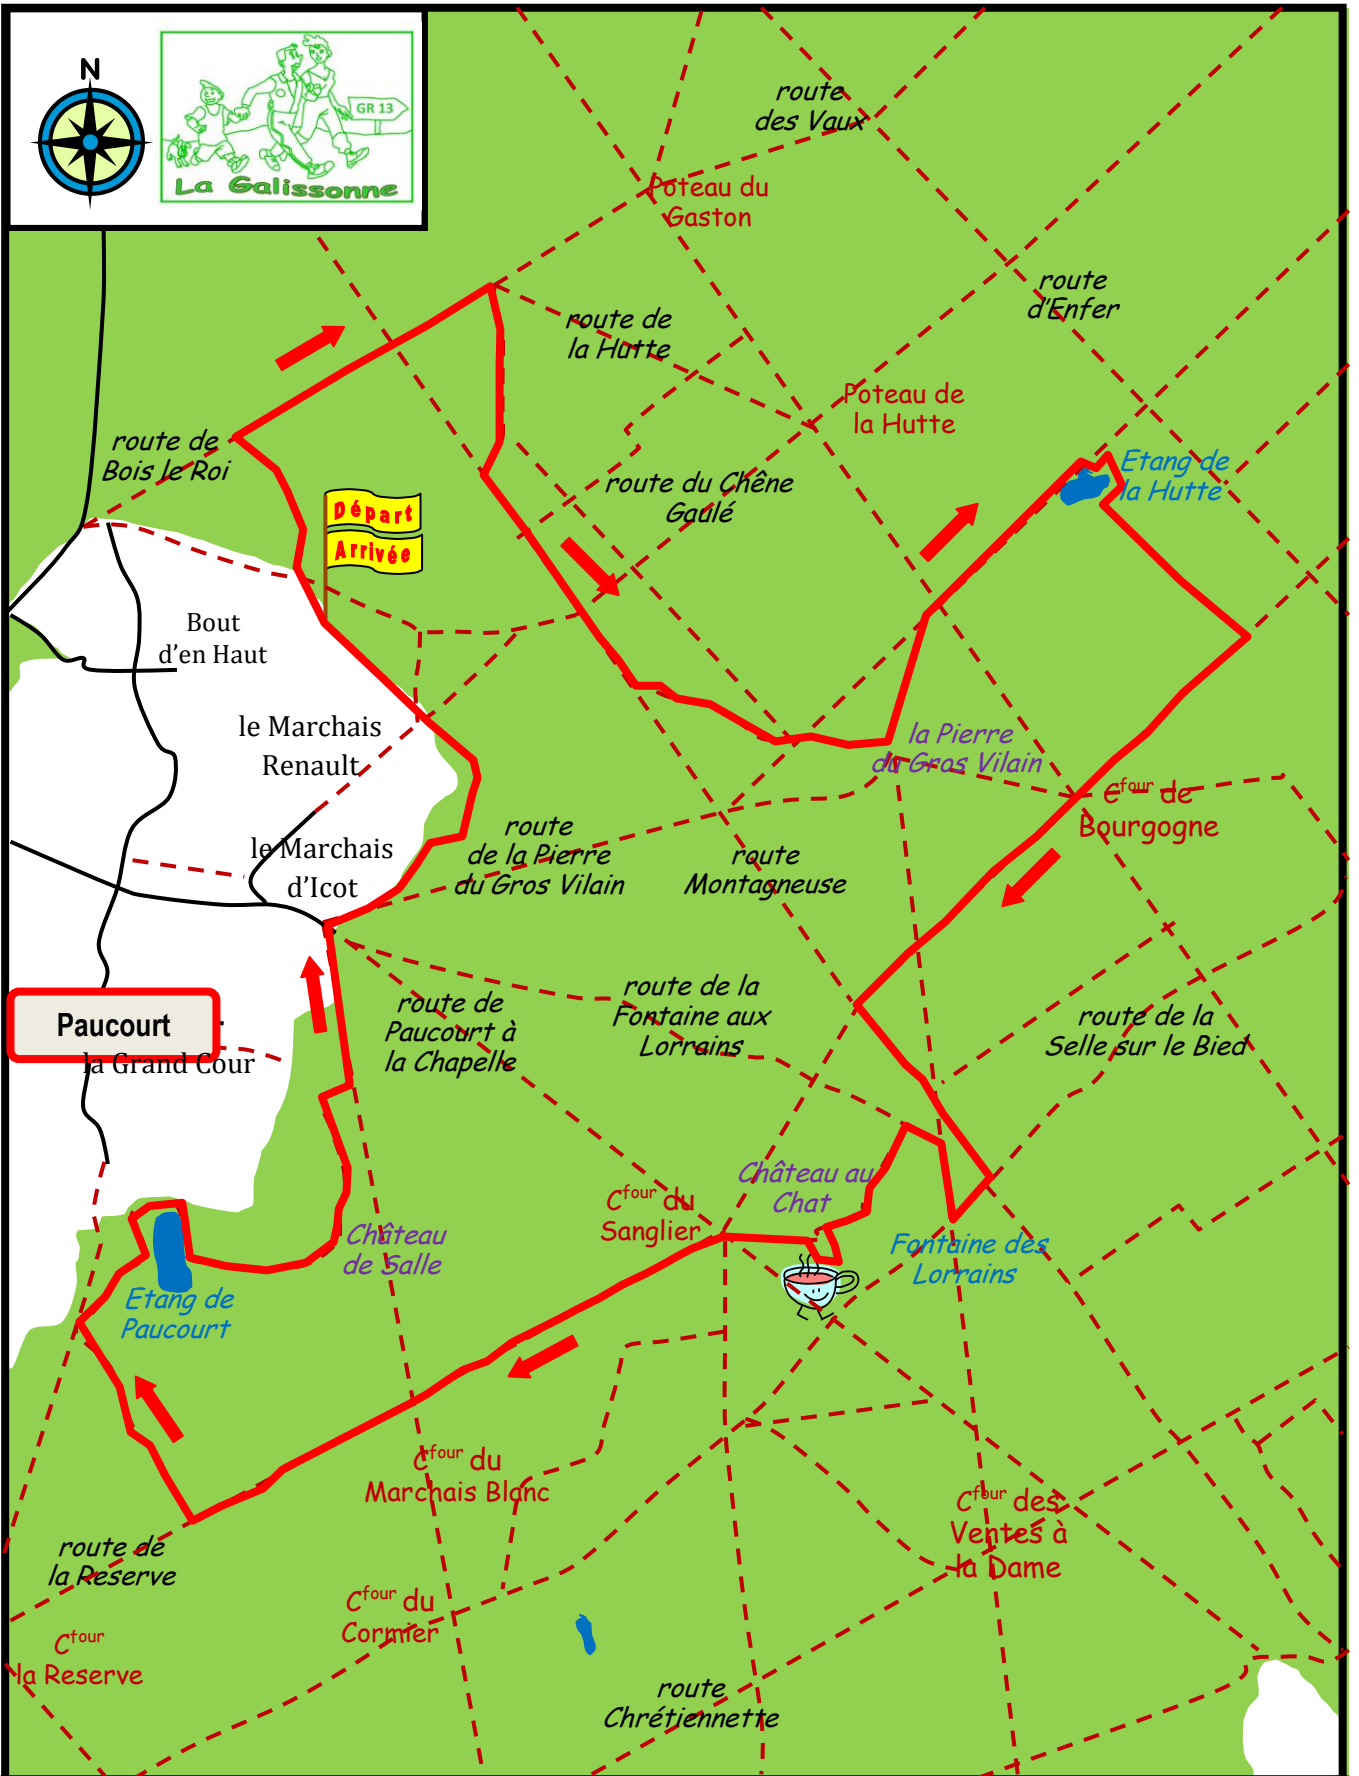 N
GR 13
La Galissonne
route
des Vaux
Poteau du
Gaston
route
d'Enfer
route de
la Hutte
Poteau de
la Hutte
route de
Bois le Roi
Etang de
la Hutte
route du Chêne
Gaulé
Départ
Arrivée
Bout
d'en Haut
le Marchais
Renault
la Pierre
du Gros Vilain
Cfour de
Bourgogne
route
de la Pierre
du Gros Vilain
route
Montagneuse
le Marchais
d'Icot
route de
Paucourt à
la Chapelle
route de la
Fontaine aux
Lorrains
route de la
Selle sur le Bied
Paucourt
la Grand Cour
Château au
Chat
Cfour du
Sanglier
Château
de Salle
Fontaine des
Lorrains
Etang de
Paucourt
Cfour du
Marchais Blanc
Cfour des
Ventes à
la Dame
route de
la Reserve
Cfour du
Cormier
Cfour
la Reserve
route
Chrétiennette